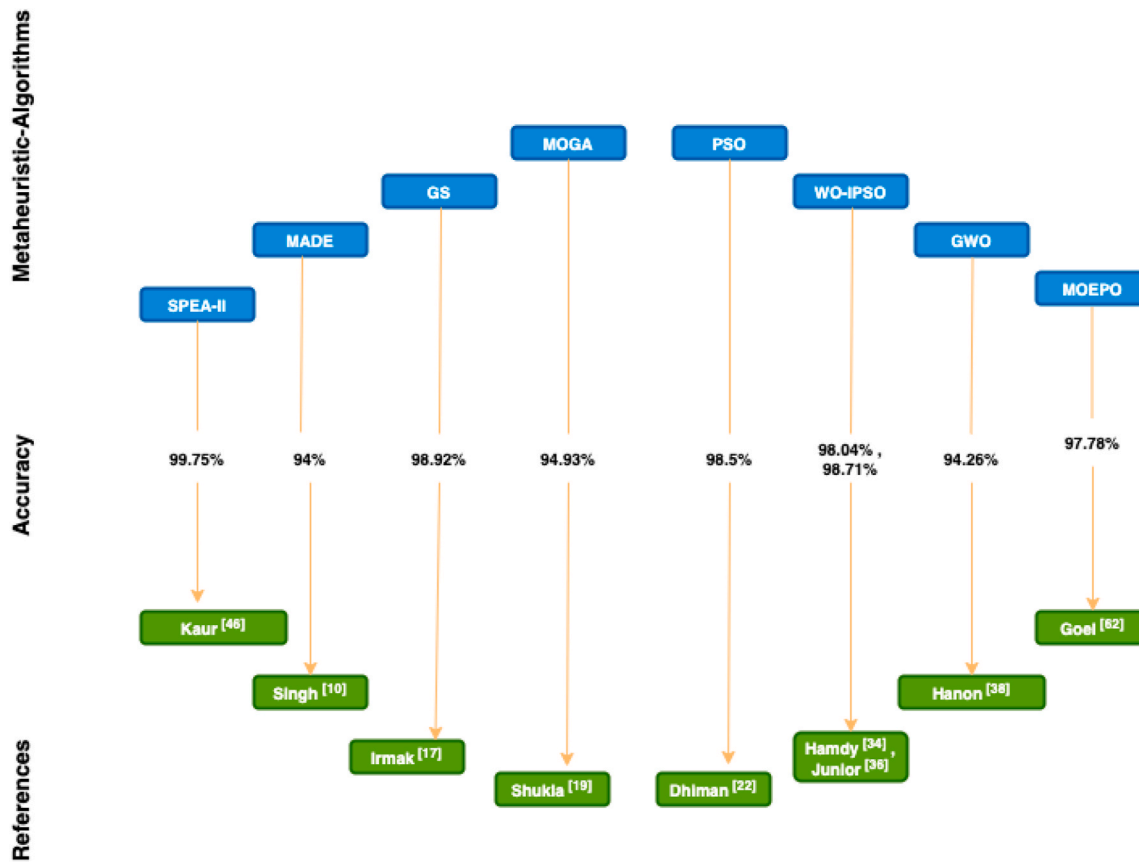 Metaheuristic-Algorithms
MOGA
PSO
GS
WO-IPSO
MADE
GWO
MOEPO
SPEA-II
Accuracy
99.75%
94%
98.92%
94.93%
98.5%
98.04% ,
98.71%
94.26%
97.78%
References
Kaur [46]
Goel [62]
Singh [10]
Hanon [38]
Irmak [17]
Hamdy [34] ,
Junior [36]
Shukla [19]
Dhiman [22]